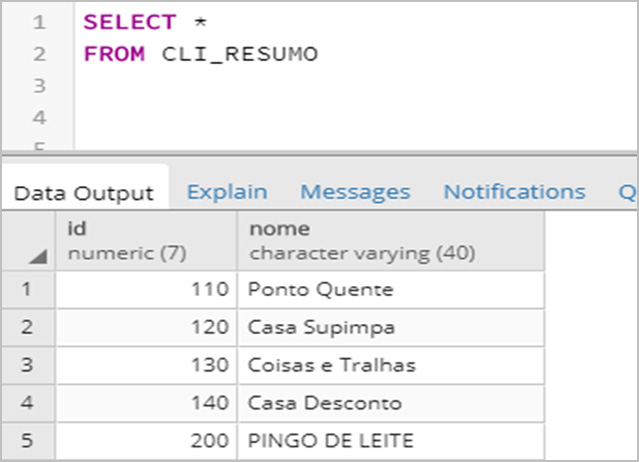 1 SELECT *
2 FROM CLI_RESUMO
3
4
5
Data Output Explain Messages Notifications Q
id nome
numeric (7) character varying (40)
1 110 Ponto Quente
2 120 Casa Supimpa
3 130 Coisas e Tralhas
4 140 Casa Desconto
5 200 PINGO DE LEITE